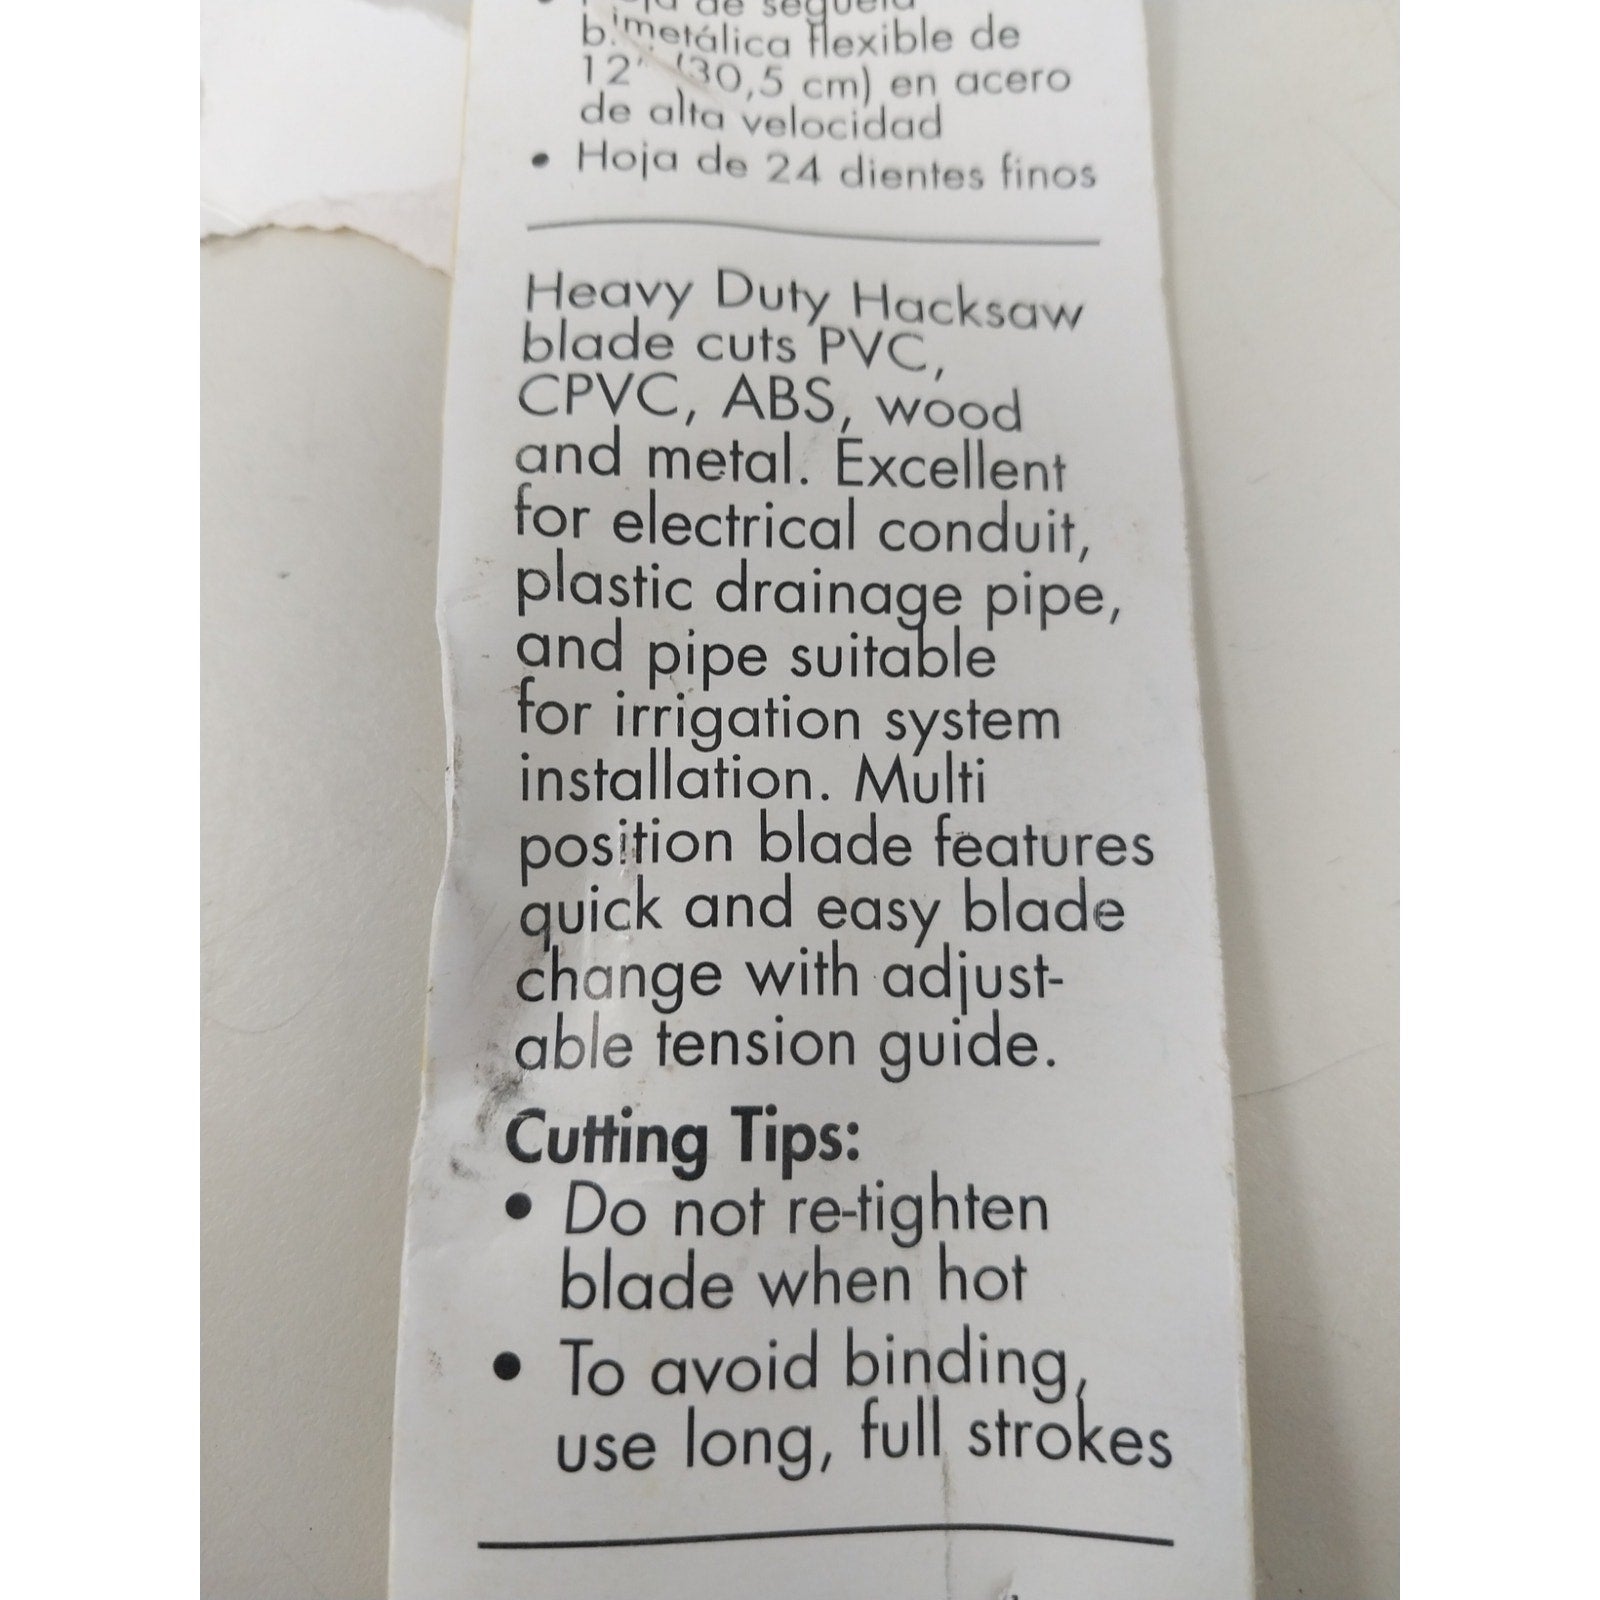 de segueta
bimetálica flexible de
12" (30,5 cm) en acero
de alta velocidad
• Hoja de 24 dientes finos
Heavy Duty Hacksaw
blade cuts PVC,
CPVC, ABS, wood
and metal. Excellent
for electrical conduit,
plastic drainage pipe,
and pipe suitable
for irrigation system
installation. Multi
position blade features
quick and easy blade
change with adjust-
able tension guide.
Cutting Tips:
• Do not re-tighten
blade when hot
• To avoid binding,
use long, full strokes